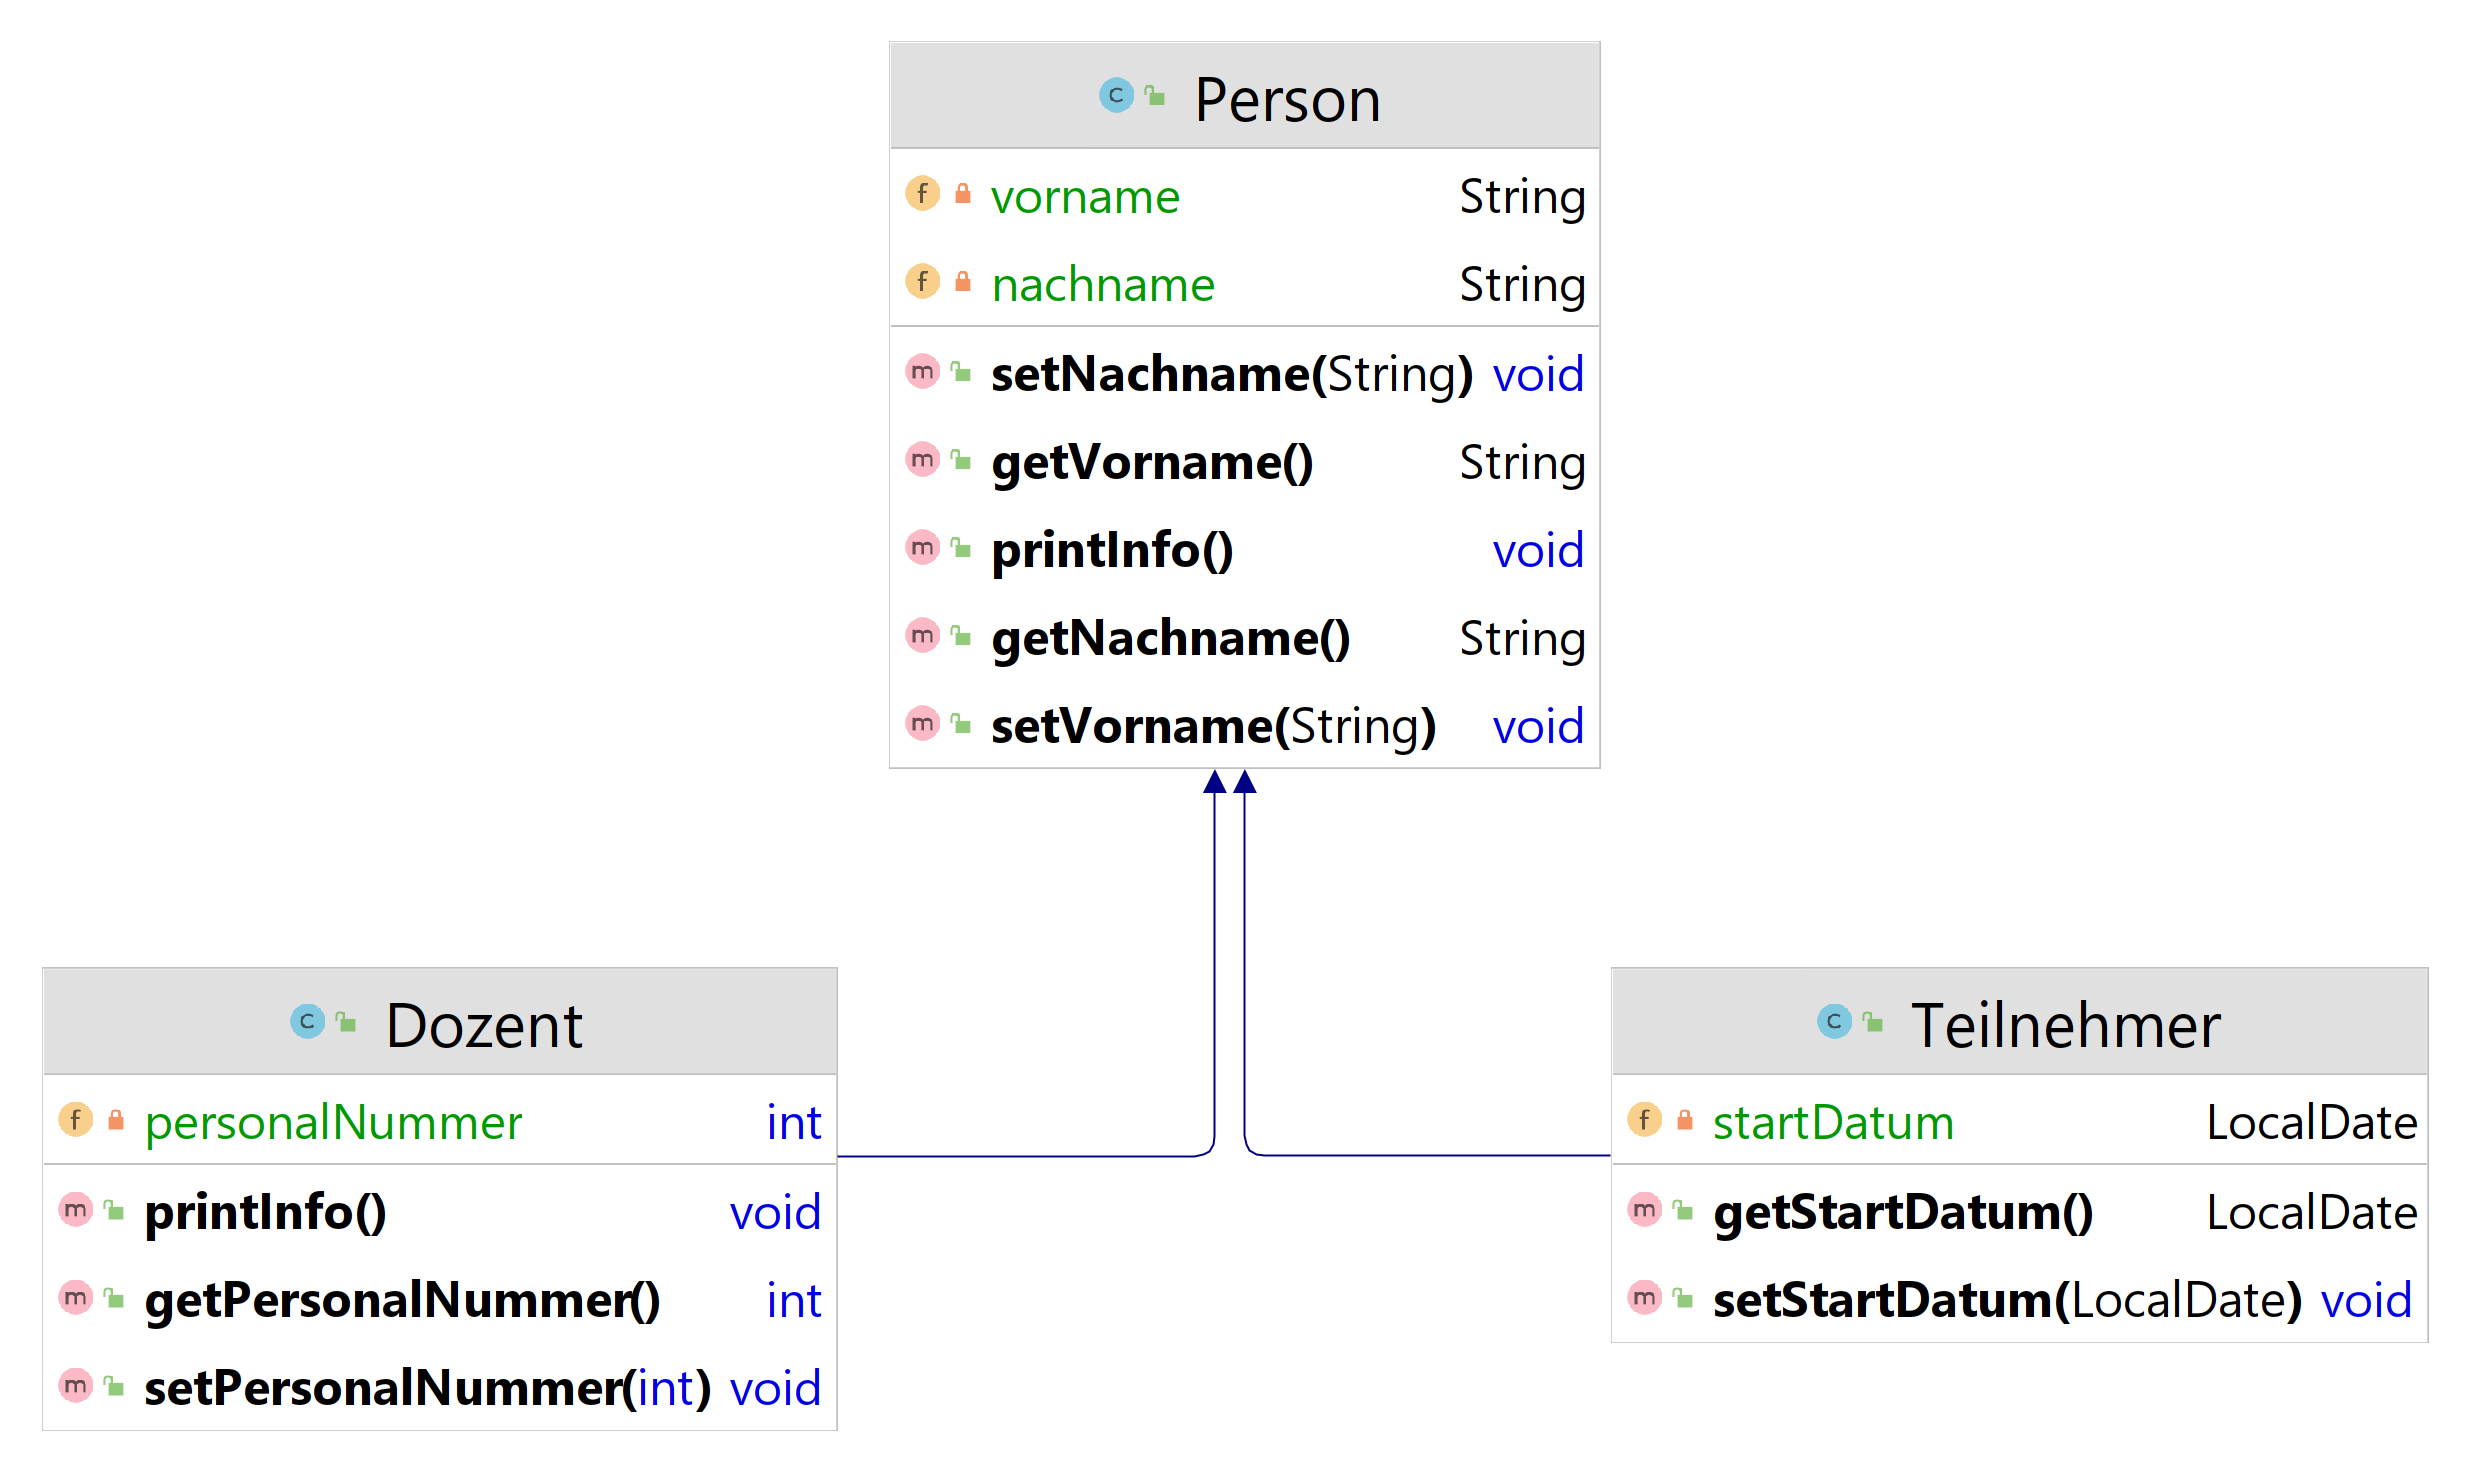 Person
vorname String
nachname String
setNachname(String) void
getVorname() String
printInfo() void
getNachname() String
setVorname(String) void
Dozent
personalNummer int
printInfo() void
getPersonalNummer() int
setPersonalNummer(int) void
Teilnehmer
startDatum LocalDate
getStartDatum() LocalDate
setStartDatum(LocalDate) void